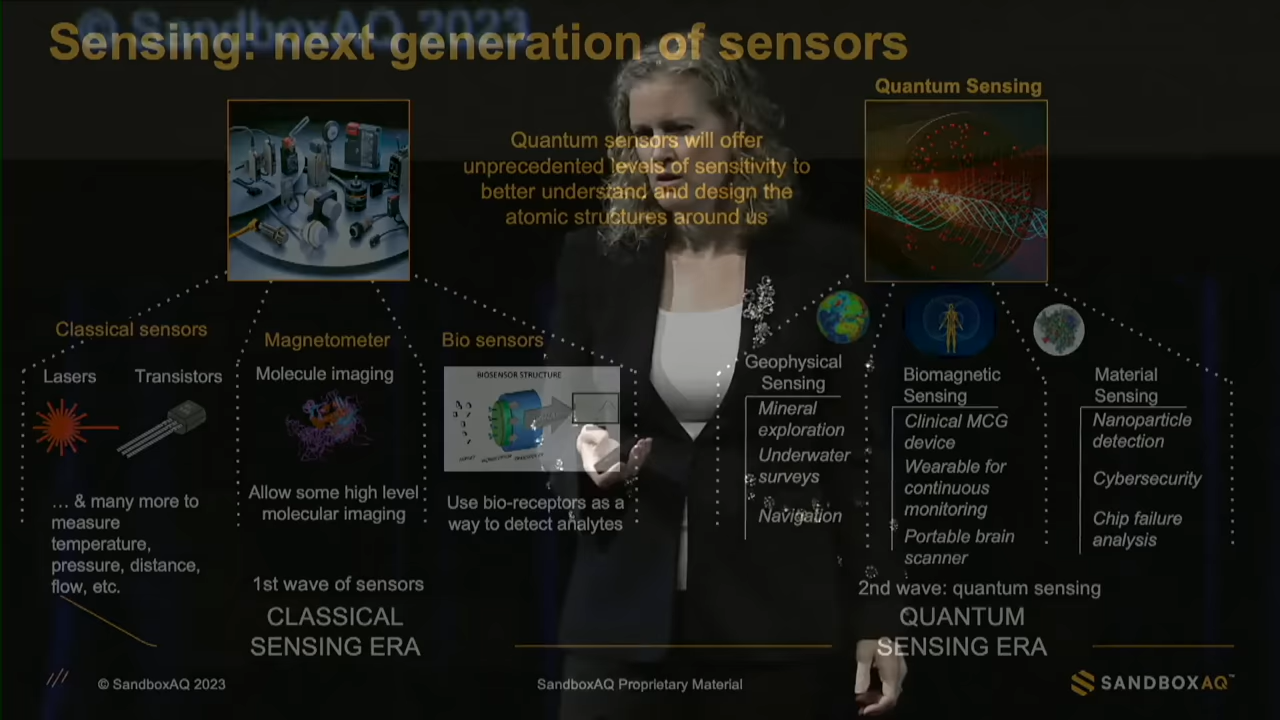 © SandboxAQ 2023
Sensing: next generation of sensors
Quantum Sensing
Quantum sensors will offer
unprecedented levels of sensitivity to
better understand and design the
atomic structures around us
Classical sensors
Lasers
Transistors
... & many more to
measure
temperature,
pressure, distance,
flow, etc.
Magnetometer
Molecule imaging
Allow some high level
molecular imaging
Bio sensors
BIOSENSOR STRUCTURE
Use bio-receptors as a
way to detect analytes
1st wave of sensors
CLASSICAL
SENSING ERA
Geophysical
Sensing
Mineral
exploration
Underwater
surveys
Navigation
Biomagnetic
Sensing
Clinical MCG
device
Wearable for
continuous
monitoring
Portable brain
scanner
Material
Sensing
Nanoparticle
detection
Cybersecurity
Chip failure
analysis
2nd wave: quantum sensing
QUANTUM
SENSING ERA
© SandboxAQ 2023
SandboxAQ Proprietary Material
SANDBOXAQ™